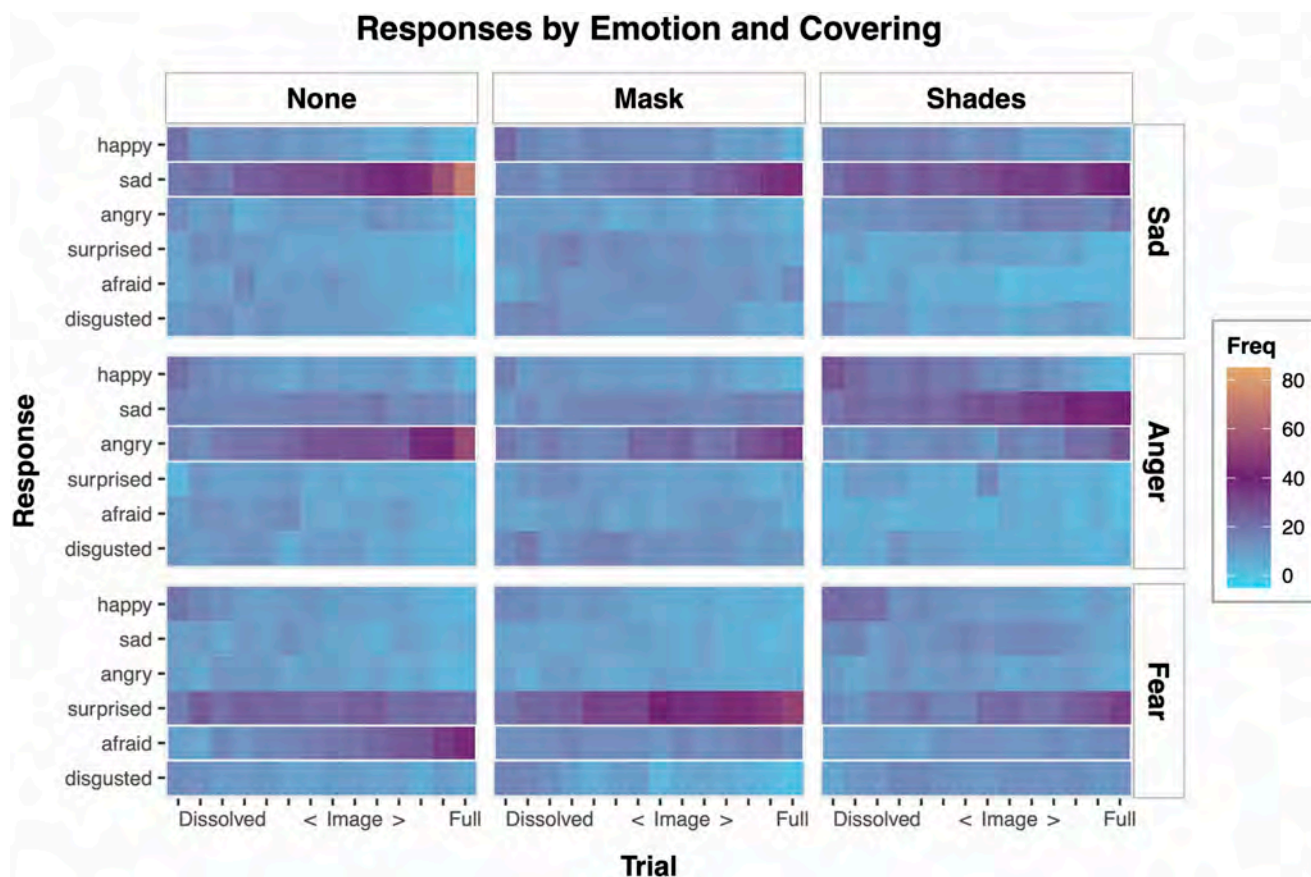 Responses by Emotion and Covering
None Mask Shades
happy
sad
angry
surprised
afraid
disgusted
Sad
happy
sad
angry
surprised
afraid
disgusted
Anger
happy
sad
angry
surprised
afraid
disgusted
Fear
Response
Dissolved < Image > Full Dissolved < Image > Full Dissolved < Image > Full
Trial
Freq
80
60
40
20
0